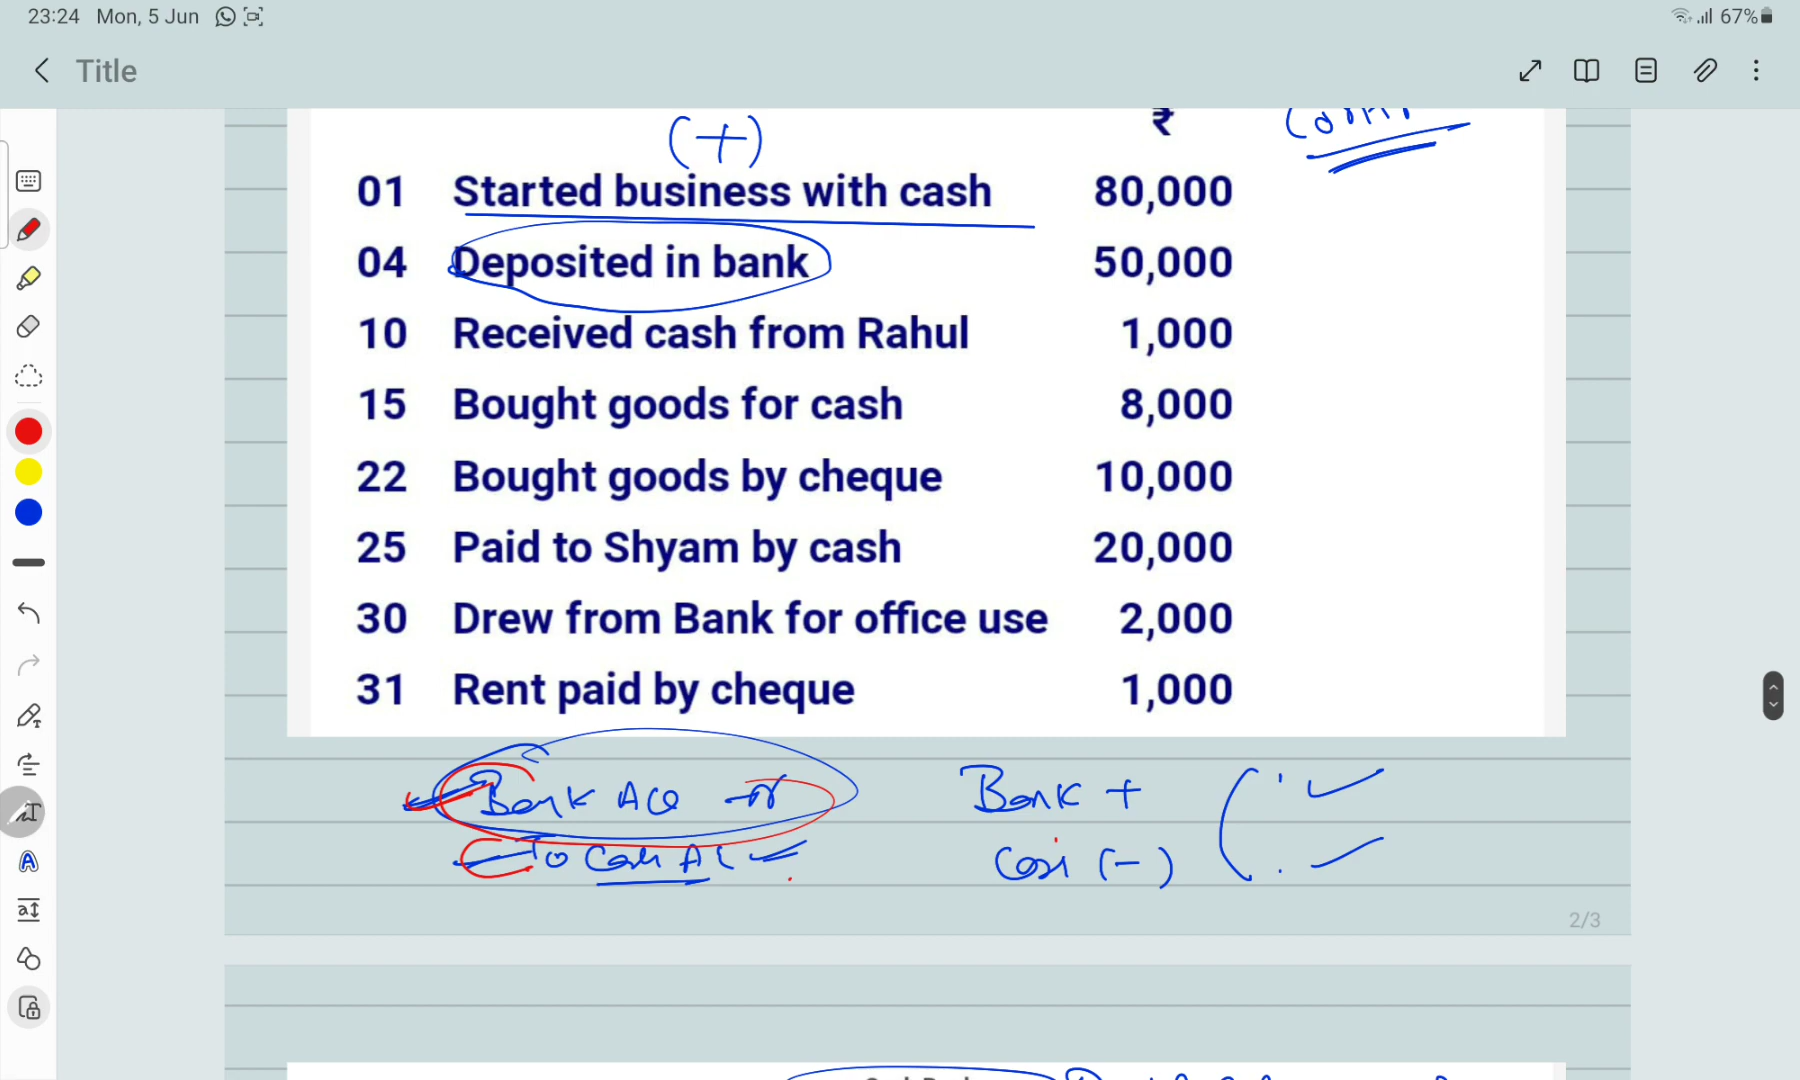 23:24 Mon, 5 Jun 67%
Title
(+) ₹
01 Started business with cash 80,000
04 Deposited in bank 50,000
10 Received cash from Rahul 1,000
15 Bought goods for cash 8,000
22 Bought goods by cheque 10,000
25 Paid to Shyam by cash 20,000
30 Drew from Bank for office use 2,000
31 Rent paid by cheque 1,000
Bank A/c Bank +
To Cash A/c (-)
2/3